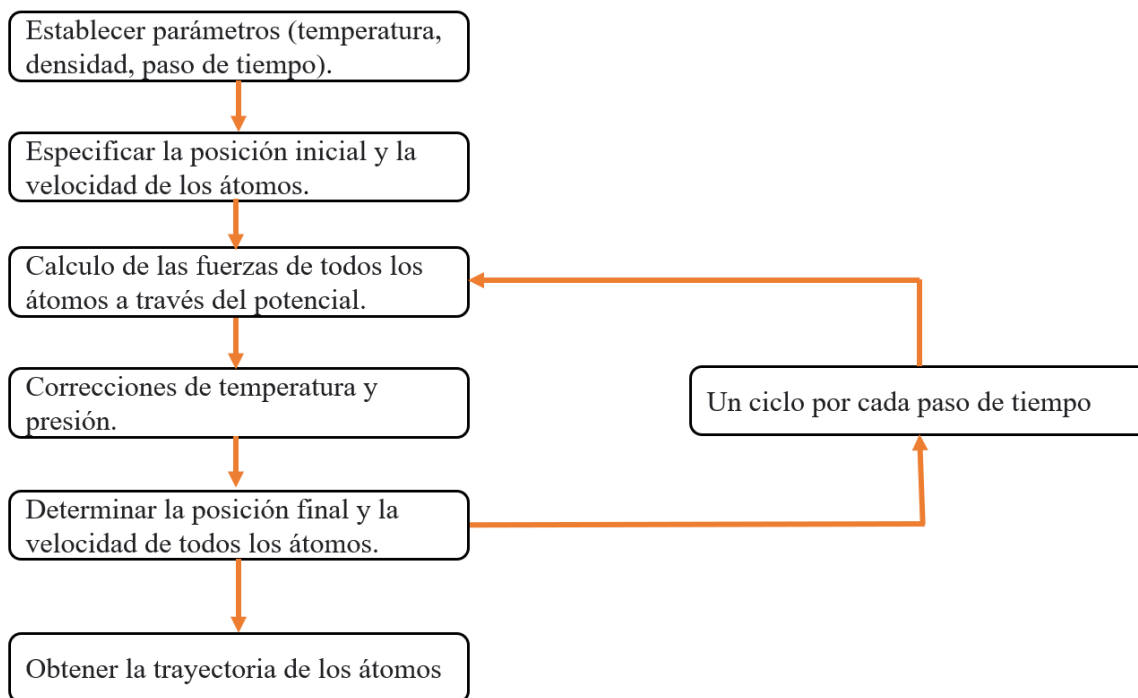 Establecer parámetros (temperatura,
densidad, paso de tiempo).
Especificar la posición inicial y la
velocidad de los átomos.
Calculo de las fuerzas de todos los
átomos a través del potencial.
Correcciones de temperatura y
presión.
Un ciclo por cada paso de tiempo
Determinar la posición final y la
velocidad de todos los átomos.
Obtener la trayectoria de los átomos